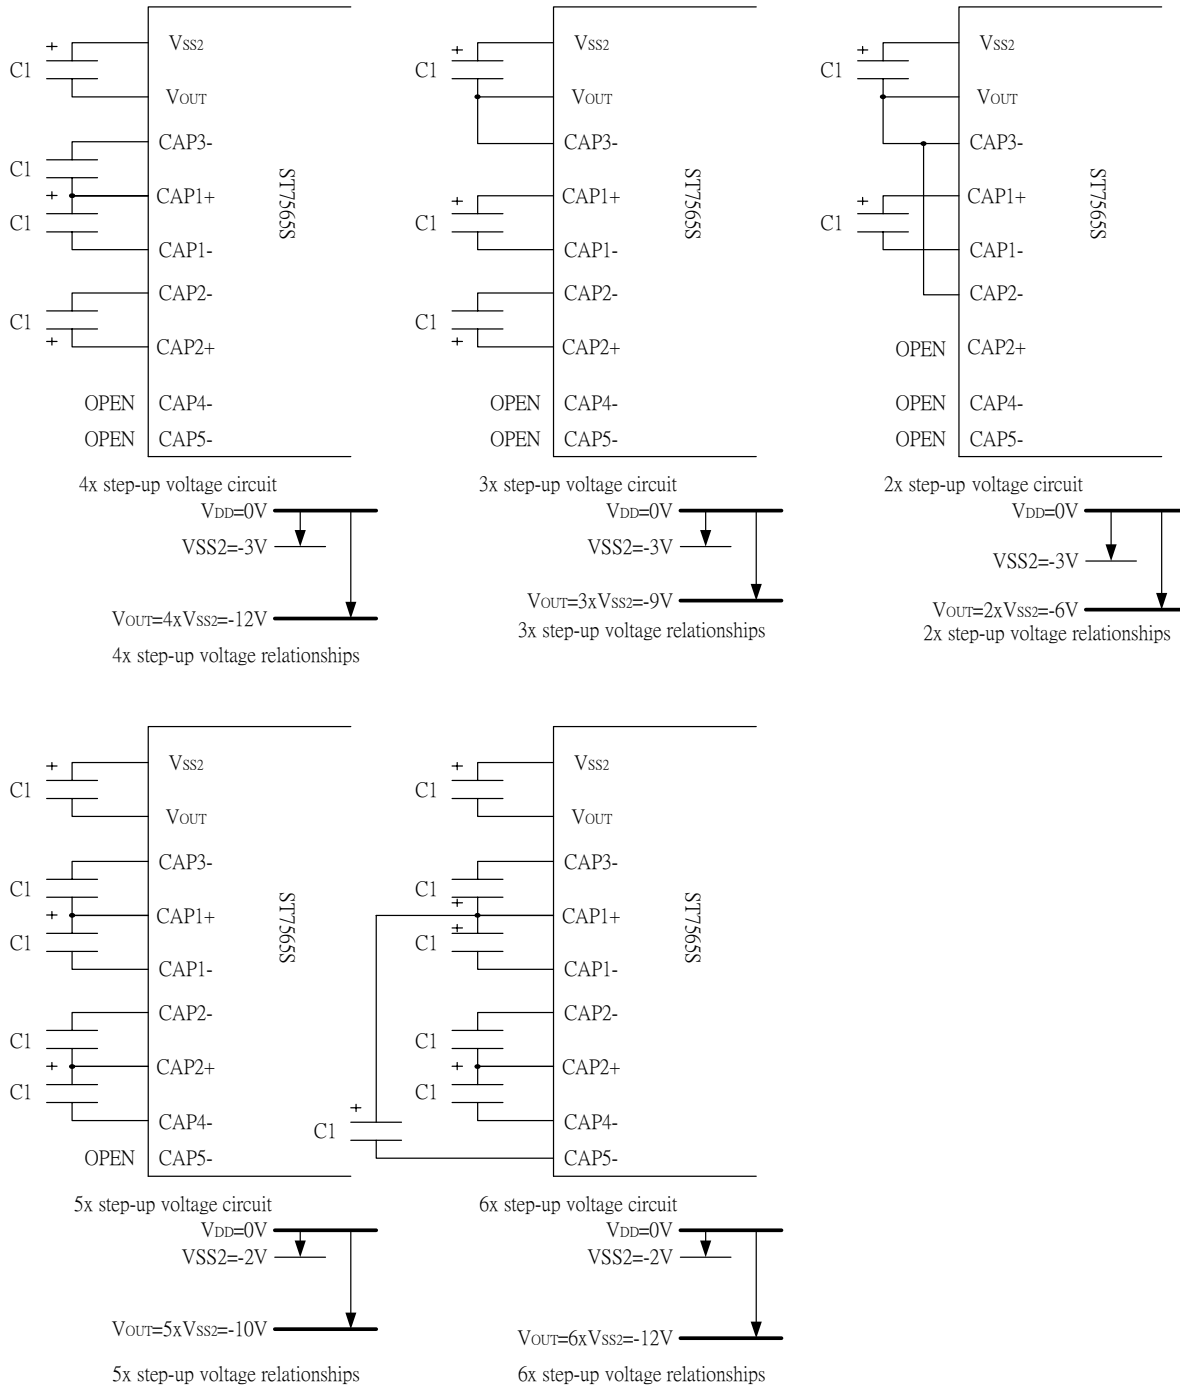 VSS2
C1
+
VOUT
CAP3-
C1
+
CAP1+
C1
CAP1-
CAP2-
C1
+
CAP2+
OPEN CAP4-
OPEN CAP5-
ST7565S
4x step-up voltage circuit
VDD=0V
VSS2=-3V
VOUT=4xVSS2=-12V
4x step-up voltage relationships
VSS2
+
C1
VOUT
CAP3-
CAP1+
+
C1
CAP1-
CAP2-
C1
+
CAP2+
OPEN CAP4-
OPEN CAP5-
ST7565S
3x step-up voltage circuit
VDD=0V
VSS2=-3V
VOUT=3xVSS2=-9V
3x step-up voltage relationships
VSS2
+
C1
VOUT
CAP3-
CAP1+
+
C1
CAP1-
CAP2-
OPEN CAP2+
OPEN CAP4-
OPEN CAP5-
ST7565S
2x step-up voltage circuit
VDD=0V
VSS2=-3V
VOUT=2xVSS2=-6V
2x step-up voltage relationships
VSS2
+
C1
VOUT
CAP3-
C1
+
CAP1+
C1
CAP1-
CAP2-
C1
+
CAP2+
C1
CAP4-
OPEN CAP5-
ST7565S
5x step-up voltage circuit
VDD=0V
VSS2=-2V
VOUT=5xVSS2=-10V
5x step-up voltage relationships
VSS2
+
C1
VOUT
CAP3-
C1
+
CAP1+
+
C1
CAP1-
CAP2-
C1
+
CAP2+
C1
CAP4-
+
C1
CAP5-
ST7565S
6x step-up voltage circuit
VDD=0V
VSS2=-2V
VOUT=6xVSS2=-12V
6x step-up voltage relationships